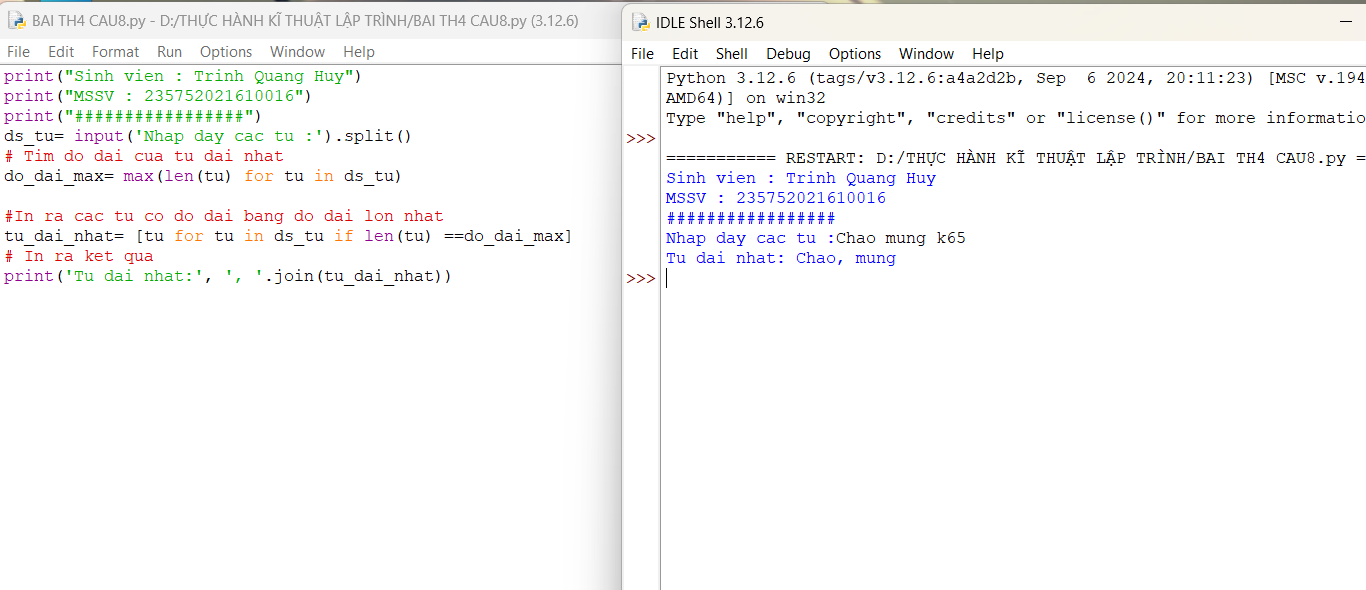 BAI TH4 CAU8.py - D:/THỰC HÀNH KĨ THUẬT LẬP TRÌNH/BAI TH4 CAU8.py (3.12.6)
File Edit Format Run Options Window Help
print("Sinh vien : Trinh Quang Huy")
print("MSSV : 235752021610016")
print("#################")
ds_tu= input('Nhap day cac tu :').split()
# Tim do dai cua tu dai nhat
do_dai_max= max(len(tu) for tu in ds_tu)
#In ra cac tu co do dai bang do dai lon nhat
tu_dai_nhat= [tu for tu in ds_tu if len(tu) ==do_dai_max]
# In ra ket qua
print('Tu dai nhat:', ', '.join(tu_dai_nhat))
IDLE Shell 3.12.6
File Edit Shell Debug Options Window Help
Python 3.12.6 (tags/v3.12.6:a4a2d2b, Sep  6 2024, 20:11:23) [MSC v.194
AMD64)] on win32
Type "help", "copyright", "credits" or "license()" for more informatio
>>>
=========== RESTART: D:/THỰC HÀNH KĨ THUẬT LẬP TRÌNH/BAI TH4 CAU8.py =
Sinh vien : Trinh Quang Huy
MSSV : 235752021610016
#################
Nhap day cac tu :Chao mung k65
Tu dai nhat: Chao, mung
>>>